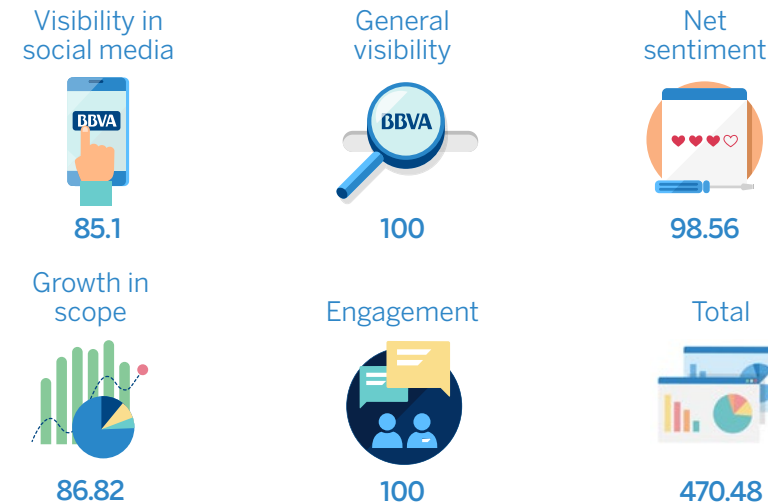 Visibility in
social media
BBVA
85.1
General
visibility
BBVA
100
Net
sentiment
98.56
Growth in
scope
86.82
Engagement
100
Total
470.48